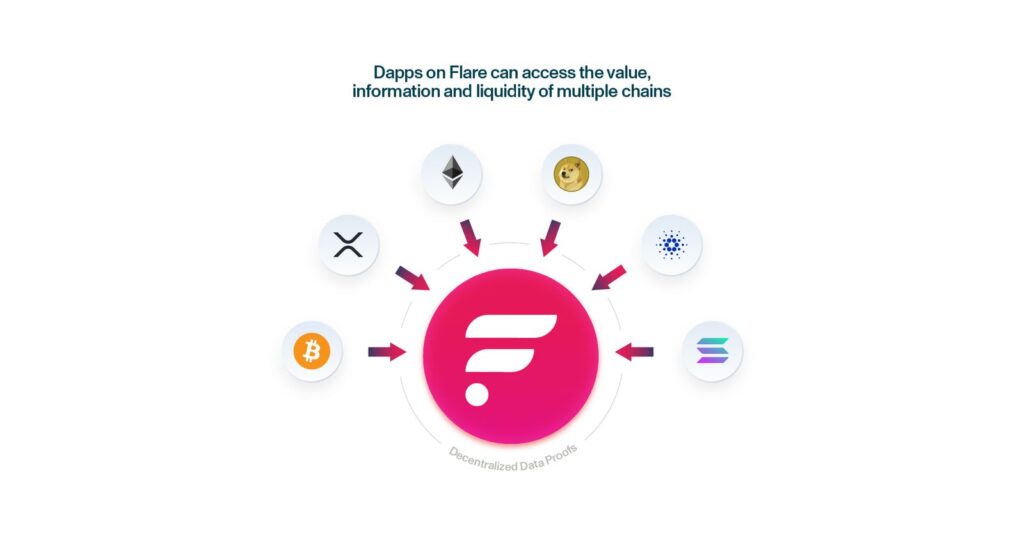 Dapps on Flare can access the value,
information and liquidity of multiple chains
Decentralized Data Proofs